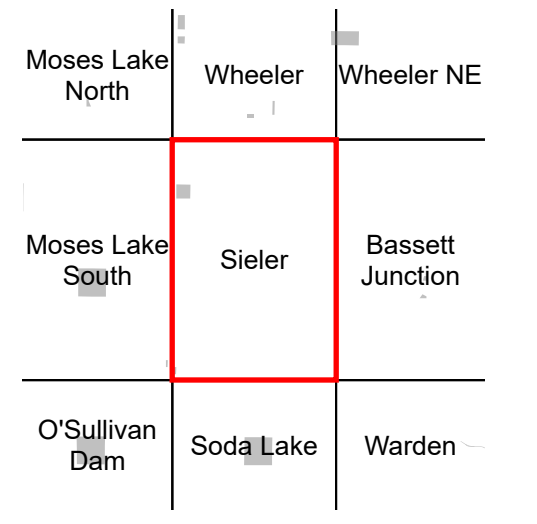 Moses Lake
North
Wheeler
Wheeler NE
Moses Lake
South
Sieler
Bassett
Junction
O'Sullivan
Dam
Soda Lake
Warden